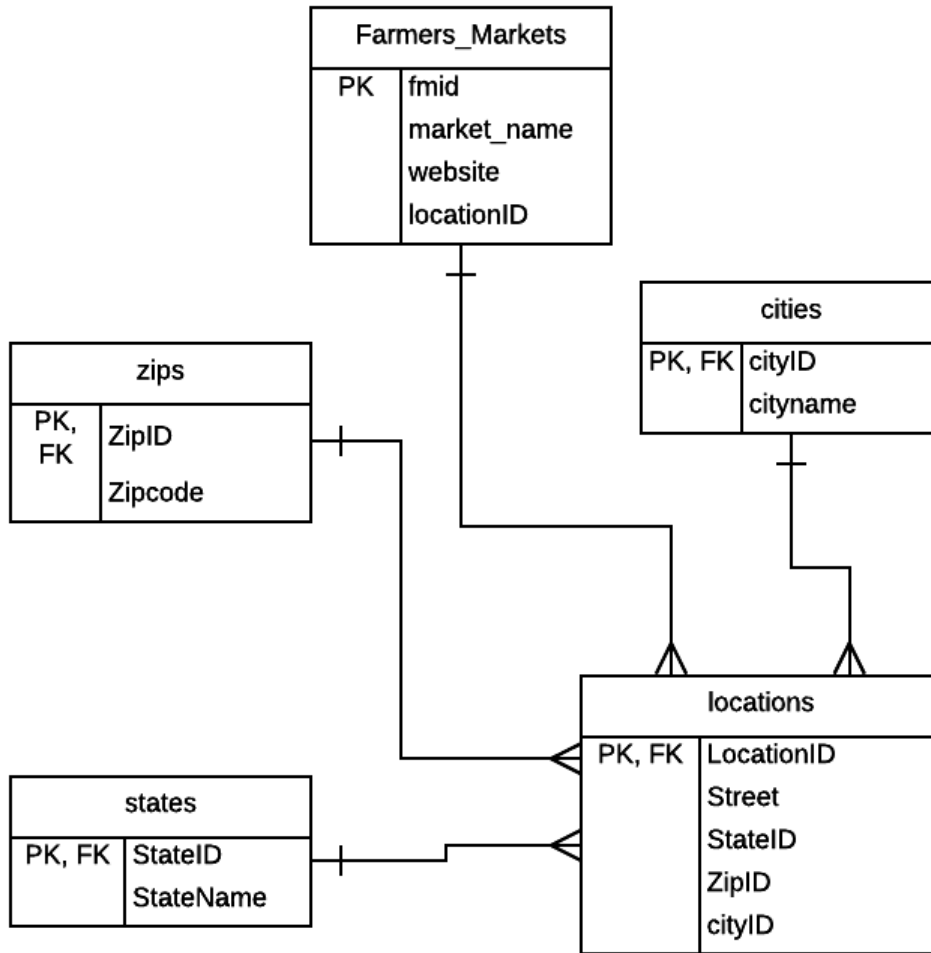 Farmers_Markets
PK fmid
market_name
website
locationID
cities
PK, FK cityID
cityname
zips
PK,
FK
ZipID
Zipcode
locations
PK, FK LocationID
Street
StateID
ZipID
cityID
states
PK, FK StateID
StateName